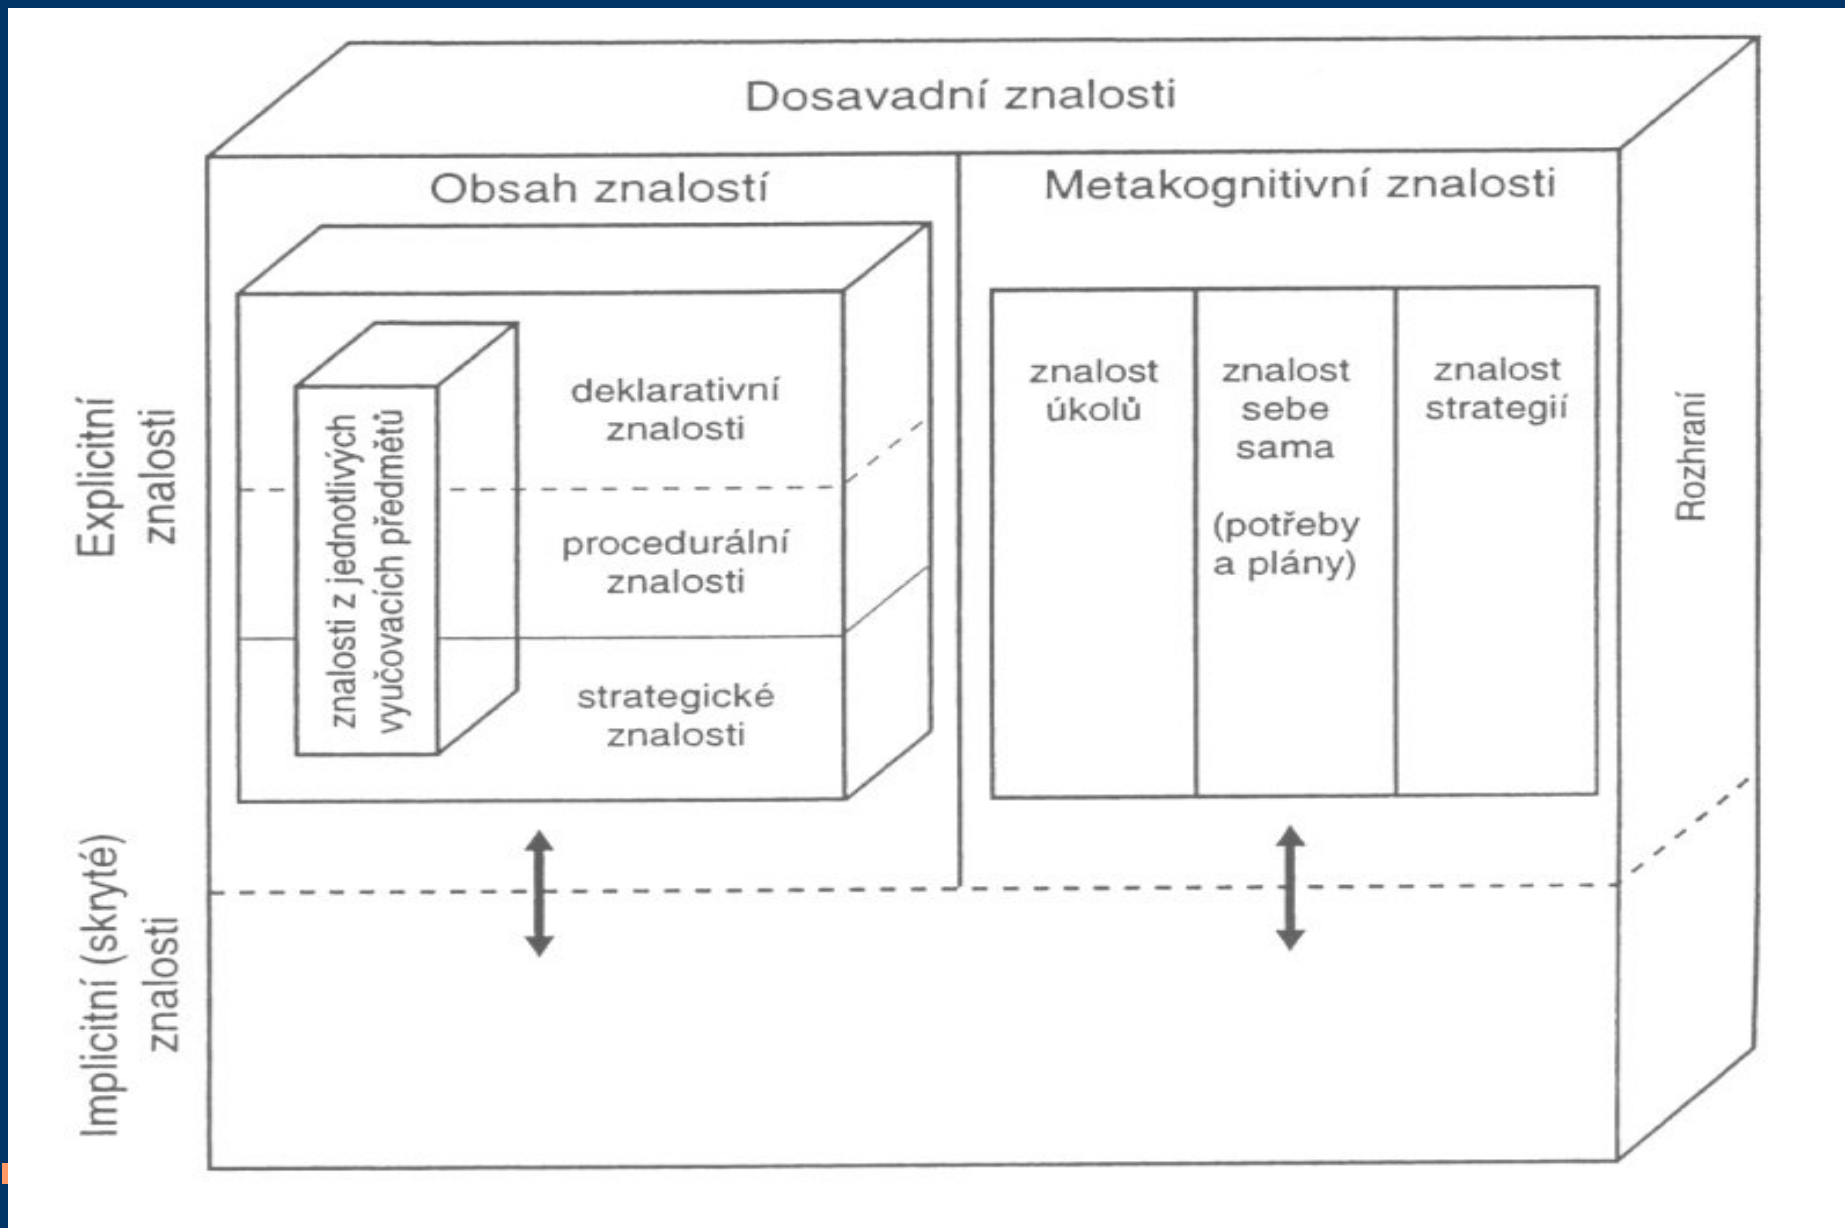 Dosavadní znalosti
Obsah znalostí
Metakognitivní znalosti
Explicitní
znalosti
znalosti z jednotlivých
vyučovacích předmětů
deklarativní
znalosti
procedurální
znalosti
strategické
znalosti
znalost
úkolů
znalost
sebe
sama
(potřeby
a plány)
znalost
strategií
Rozhraní
Implicitní (skryté)
znalosti